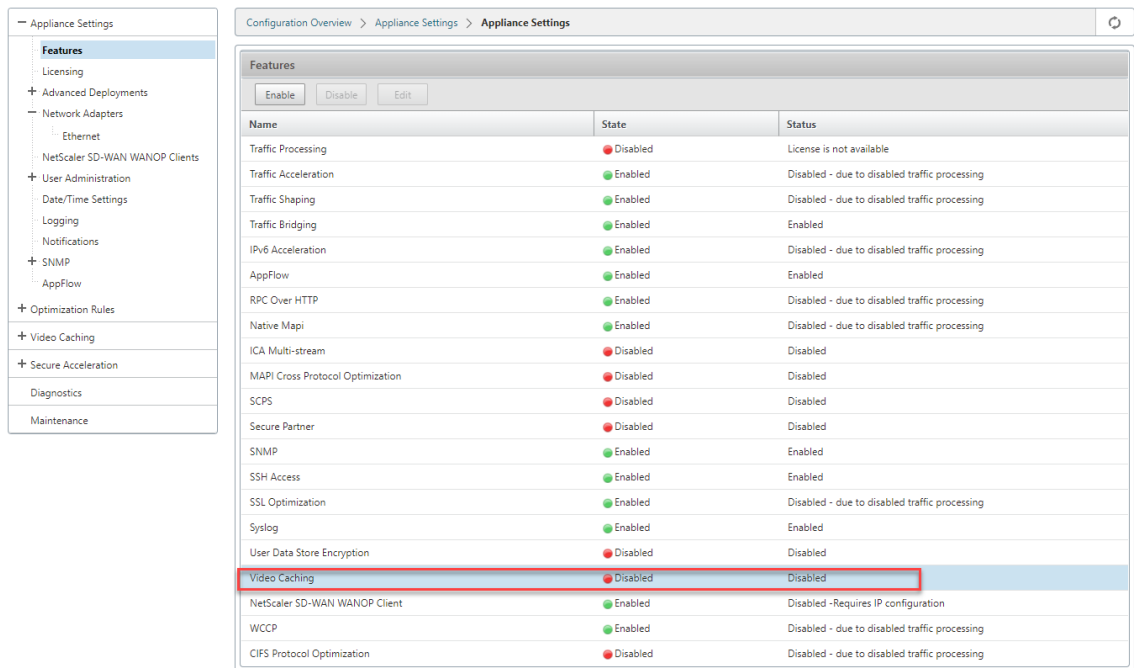 Appliance Settings
Features
Licensing
Advanced Deployments
Network Adapters
Ethernet
NetScaler SD-WAN WANOP Clients
User Administration
Date/Time Settings
Logging
Notifications
SNMP
AppFlow
Optimization Rules
Video Caching
Secure Acceleration
Diagnostics
Maintenance
Configuration Overview > Appliance Settings > Appliance Settings
Features
Enable Disable Edit
Name State Status
Traffic Processing Disabled License is not available
Traffic Acceleration Enabled Disabled - due to disabled traffic processing
Traffic Shaping Enabled Disabled - due to disabled traffic processing
Traffic Bridging Enabled Enabled
IPv6 Acceleration Enabled Disabled - due to disabled traffic processing
AppFlow Enabled Enabled
RPC Over HTTP Enabled Disabled - due to disabled traffic processing
Native Mapi Enabled Disabled - due to disabled traffic processing
ICA Multi-stream Disabled Disabled
MAPI Cross Protocol Optimization Disabled Disabled
SCPS Disabled Disabled
Secure Partner Disabled Disabled
SNMP Enabled Enabled
SSH Access Enabled Enabled
SSL Optimization Enabled Disabled - due to disabled traffic processing
Syslog Enabled Enabled
User Data Store Encryption Disabled Disabled
Video Caching Disabled Disabled
NetScaler SD-WAN WANOP Client Enabled Disabled -Requires IP configuration
WCCP Enabled Disabled - due to disabled traffic processing
CIFS Protocol Optimization Disabled Disabled - due to disabled traffic processing